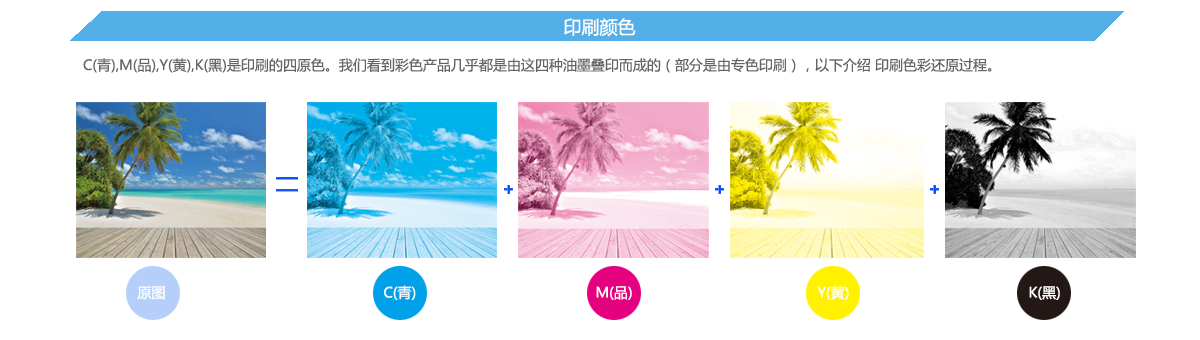 印刷颜色
C(青),M(品),Y(黄),K(黑)是印刷的四原色。我们看到彩色产品几乎都是由这四种油墨叠印而成的（部分是由专色印刷），以下介绍 印刷色彩还原过程。
= + + +
原图 C(青) M(品) Y(黄) K(黑)